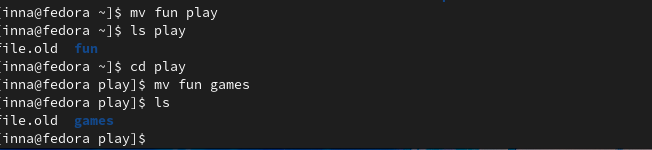 [inna@fedora ~]$ mv fun play
[inna@fedora ~]$ ls play
file.old  fun
[inna@fedora ~]$ cd play
[inna@fedora play]$ mv fun games
[inna@fedora play]$ ls
file.old  games
[inna@fedora play]$